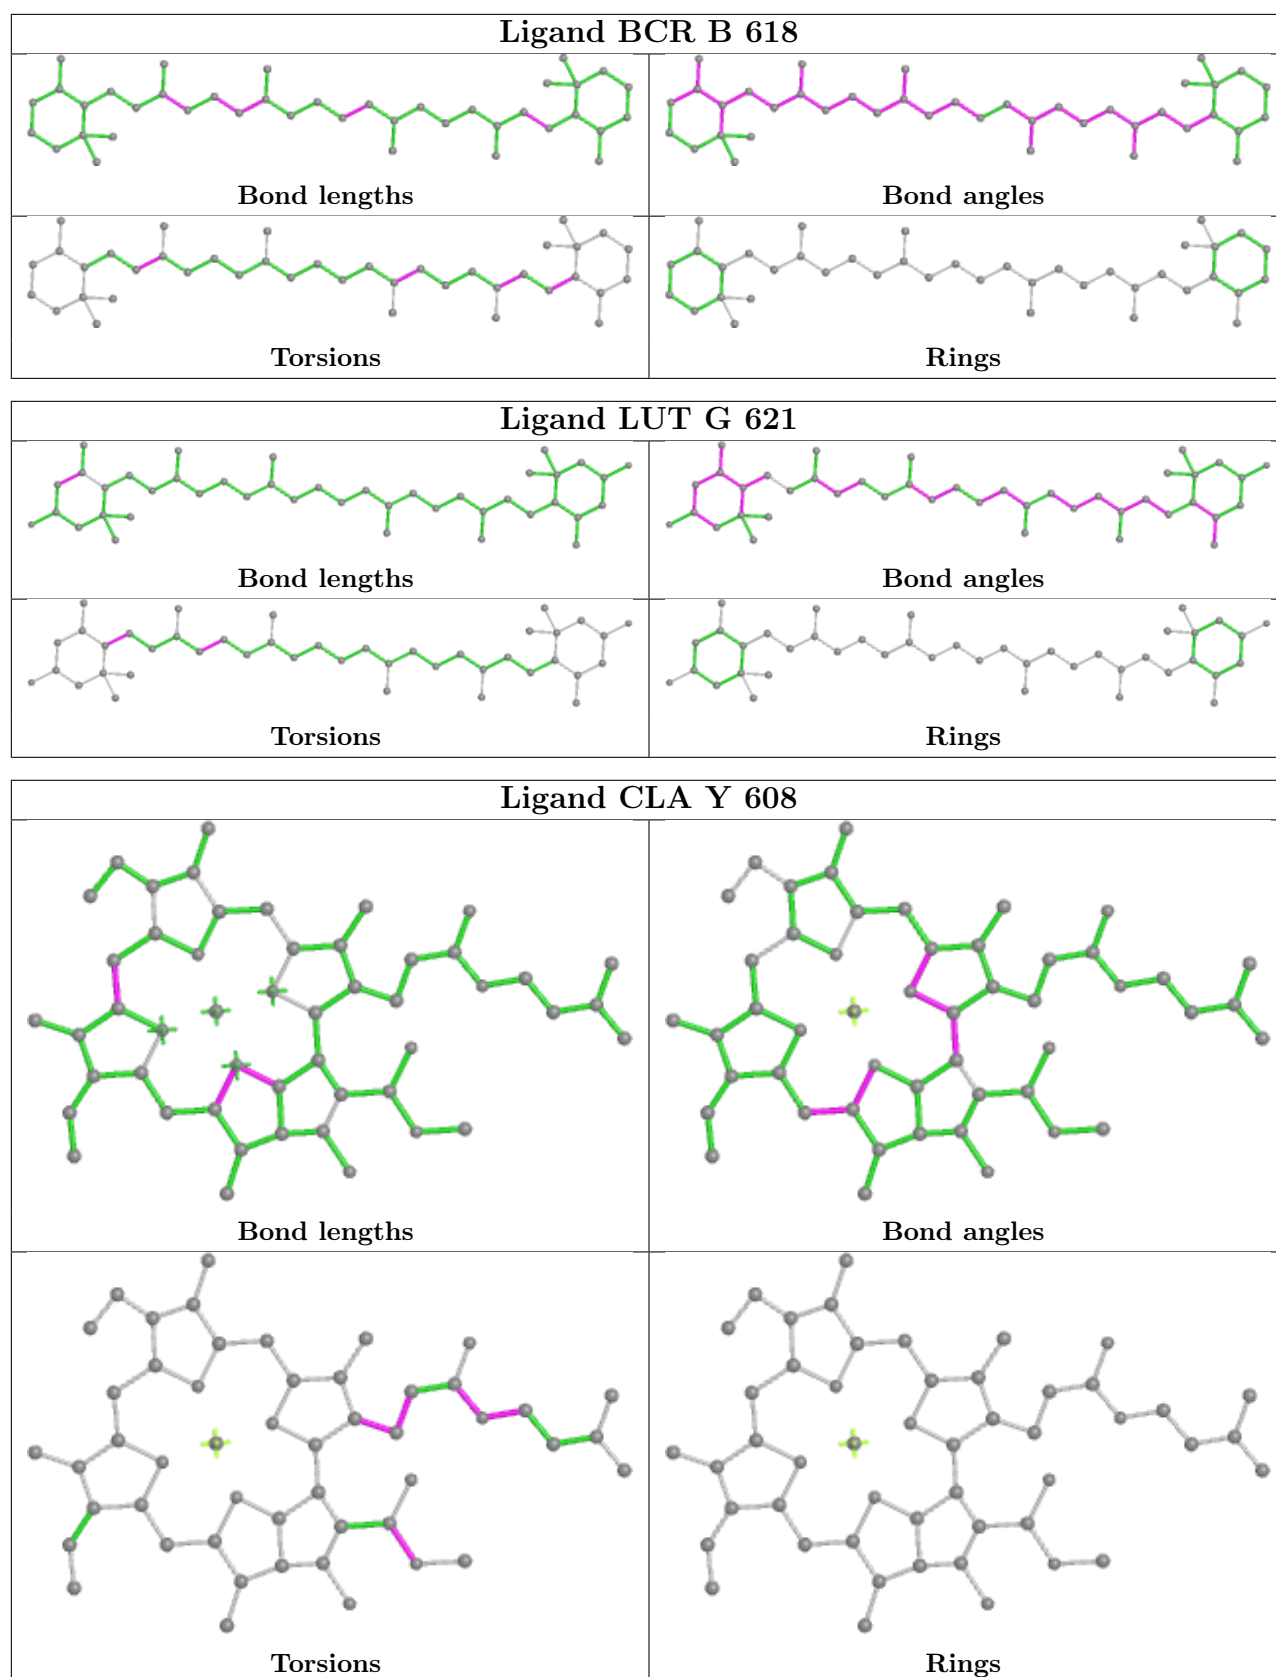 Ligand BCR B 618
Bond lengths
Bond angles
Torsions
Rings
Ligand LUT G 621
Bond lengths
Bond angles
Torsions
Rings
Ligand CLA Y 608
Bond lengths
Bond angles
Torsions
Rings